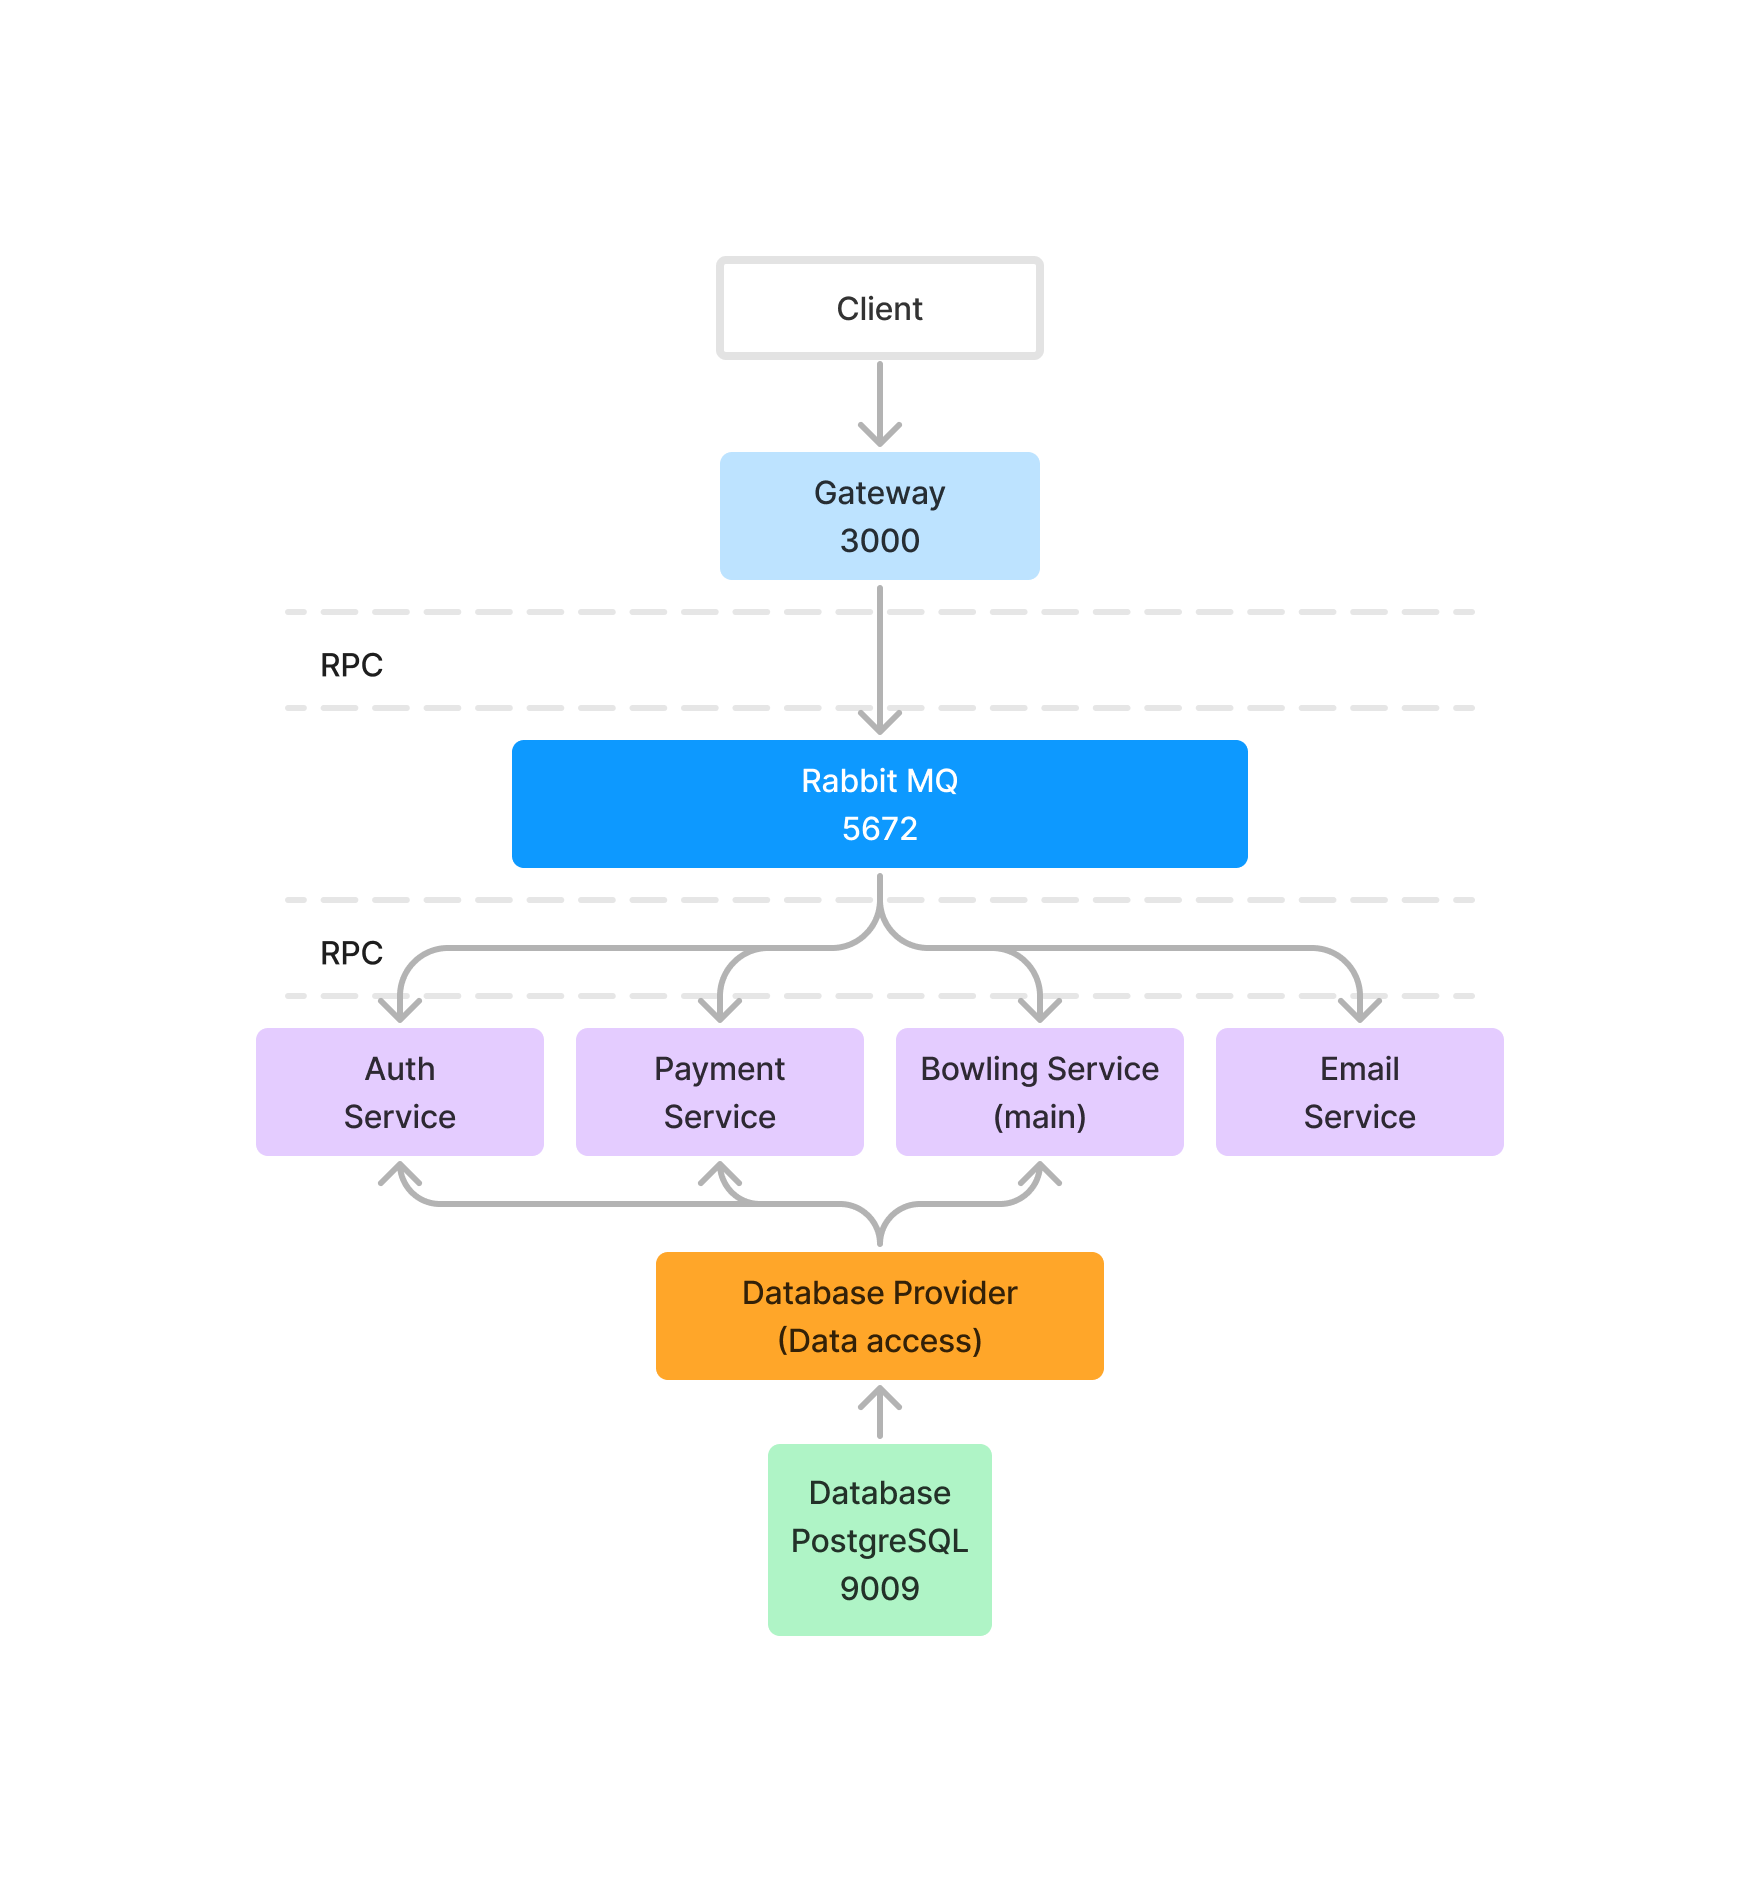 Client
Gateway
3000
RPC
Rabbit MQ
5672
RPC
Auth
Service
Payment
Service
Bowling Service
(main)
Email
Service
Database Provider
(Data access)
Database
PostgreSQL
9009